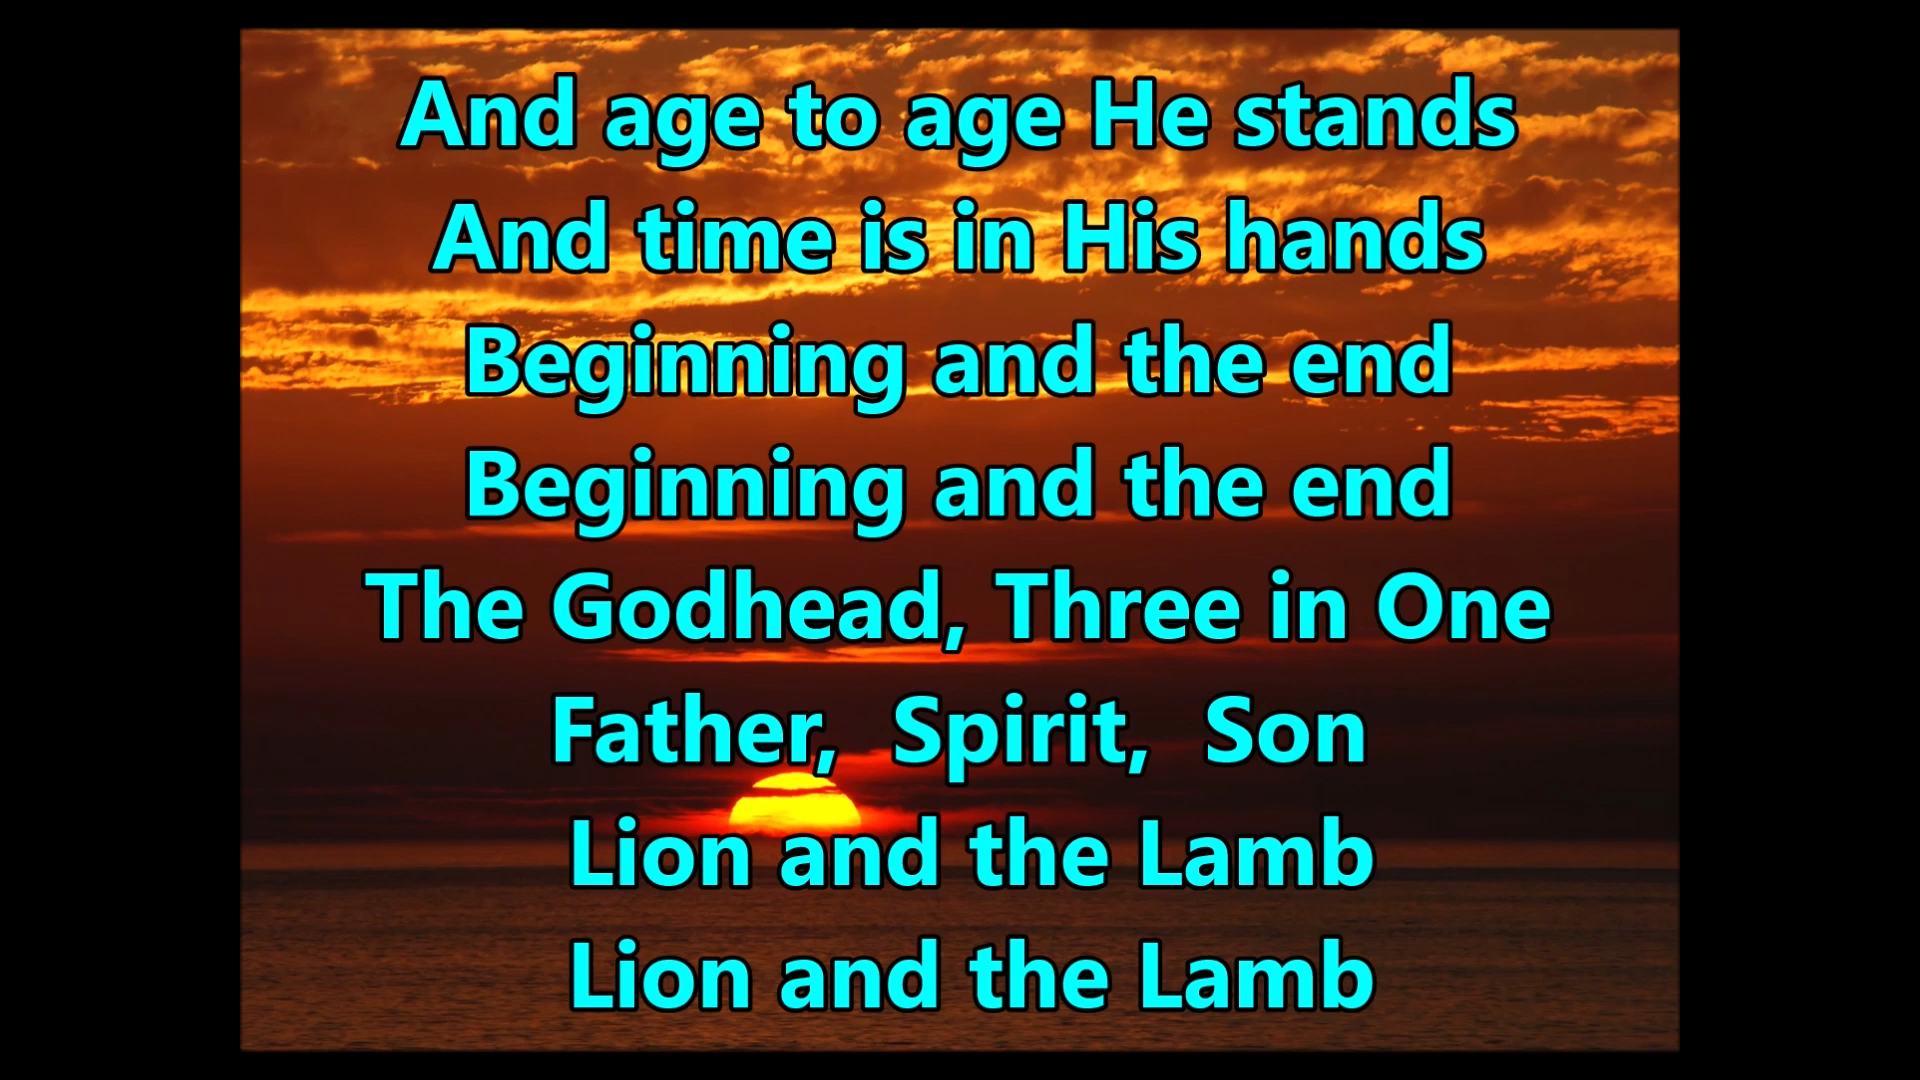 And age to age He stands
And time is in His hands
Beginning and the end
Beginning and the end
The Godhead, Three in One
Father, Spirit, Son
Lion and the Lamb
Lion and the Lamb